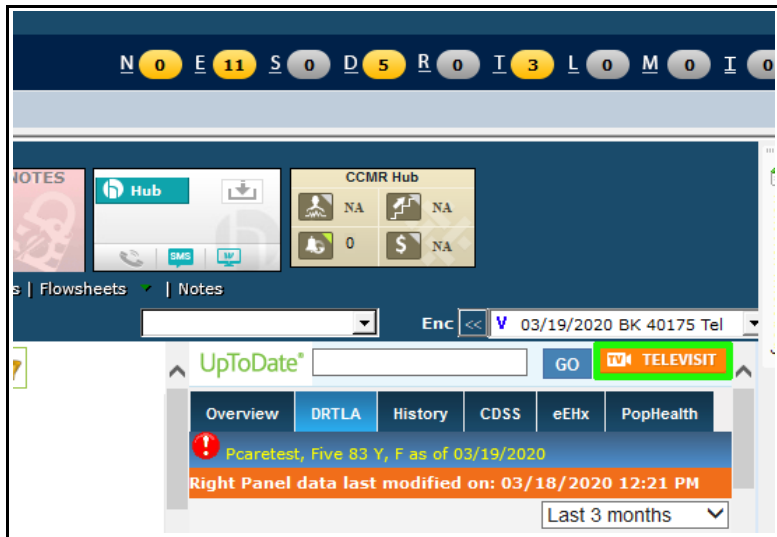 N 0 E 11 S 0 D 5 R 0 T 3 L 0 M 0 I 0
NOTES
Hub
SMS
W
CCMR Hub
NA NA
0 $ NA
s | Flowsheets | Notes
Enc << V 03/19/2020 BK 40175 Tel
UpToDate® GO TV TELEVISIT
Overview DRTLA History CDSS eEHx PopHealth
Pcaretest, Five 83 Y, F as of 03/19/2020
Right Panel data last modified on: 03/18/2020 12:21 PM
Last 3 months